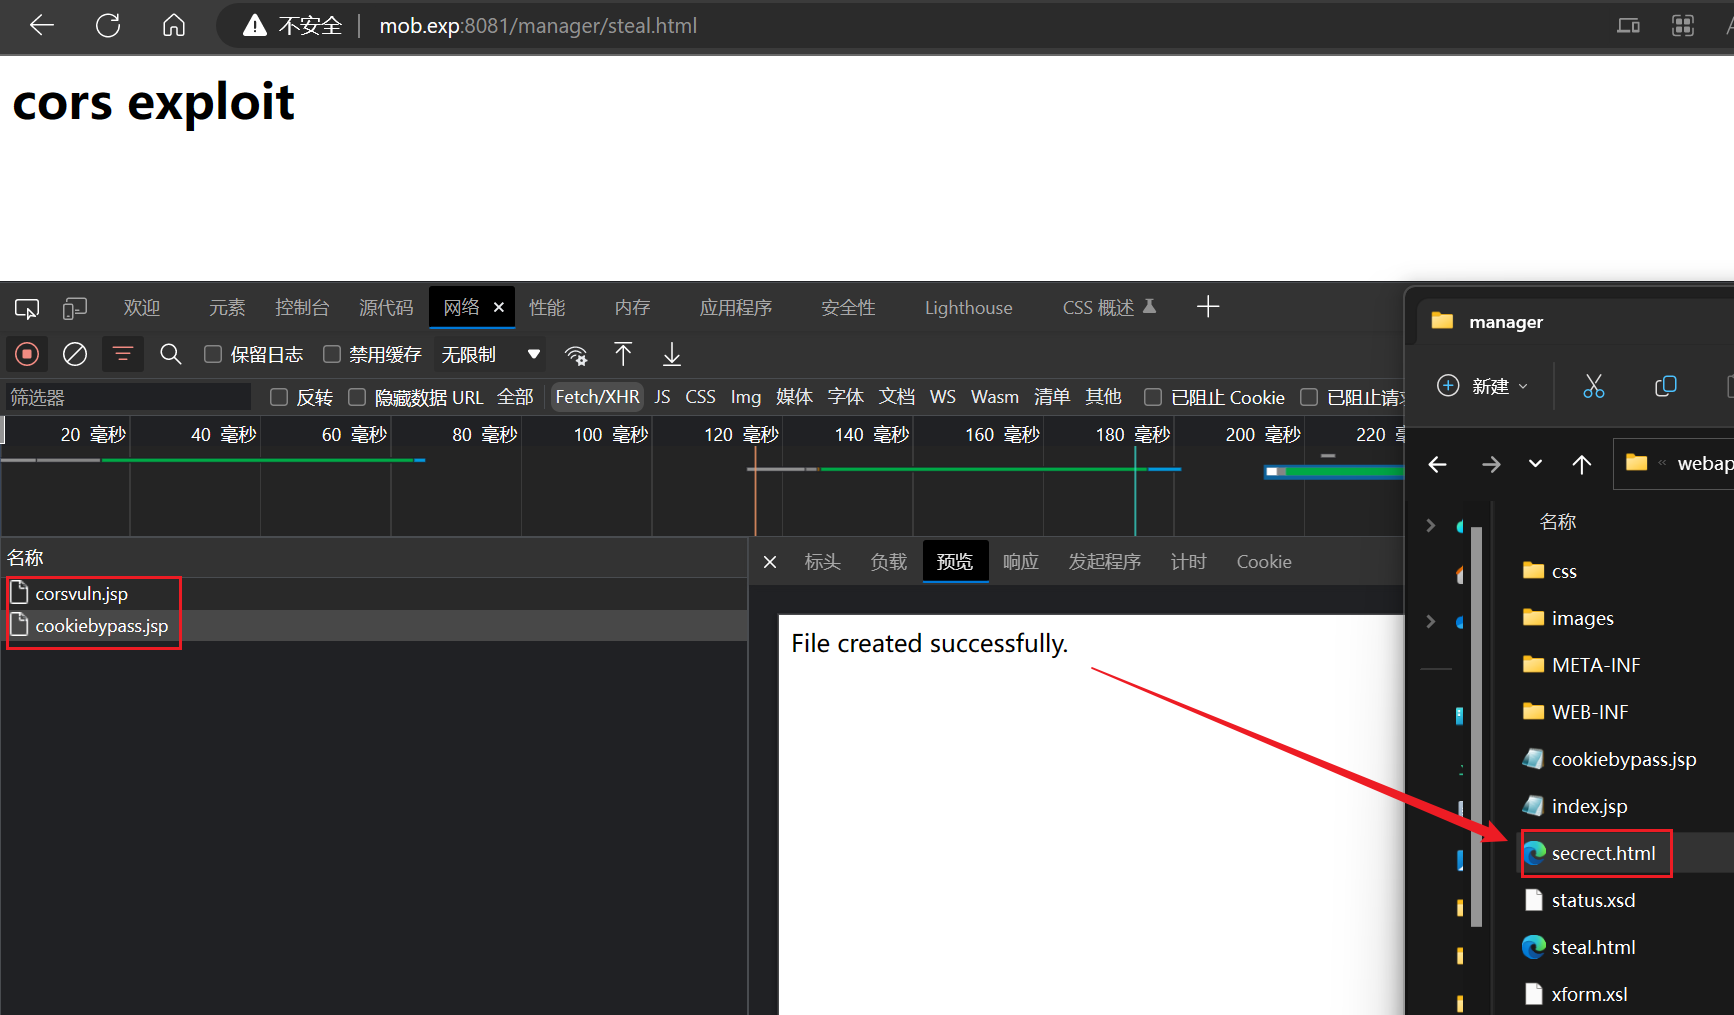 不安全 mob.exp:8081/manager/steal.html
cors exploit
欢迎 元素 控制台 源代码 网络 性能 内存 应用程序 安全性 Lighthouse CSS 概述
保留日志 禁用缓存 无限制
筛选器 反转 隐藏数据 URL 全部 Fetch/XHR JS CSS Img 媒体 字体 文档 WS Wasm 清单 其他 已阻止 Cookie 已阻止请
20 毫秒 40 毫秒 60 毫秒 80 毫秒 100 毫秒 120 毫秒 140 毫秒 160 毫秒 180 毫秒 200 毫秒 220
名称
corsvuln.jsp
cookiebypass.jsp
标头 负载 预览 响应 发起程序 计时 Cookie
File created successfully.
manager
新建
webap
名称
css
images
META-INF
WEB-INF
cookiebypass.jsp
index.jsp
secrect.html
status.xsd
steal.html
xform.xsl